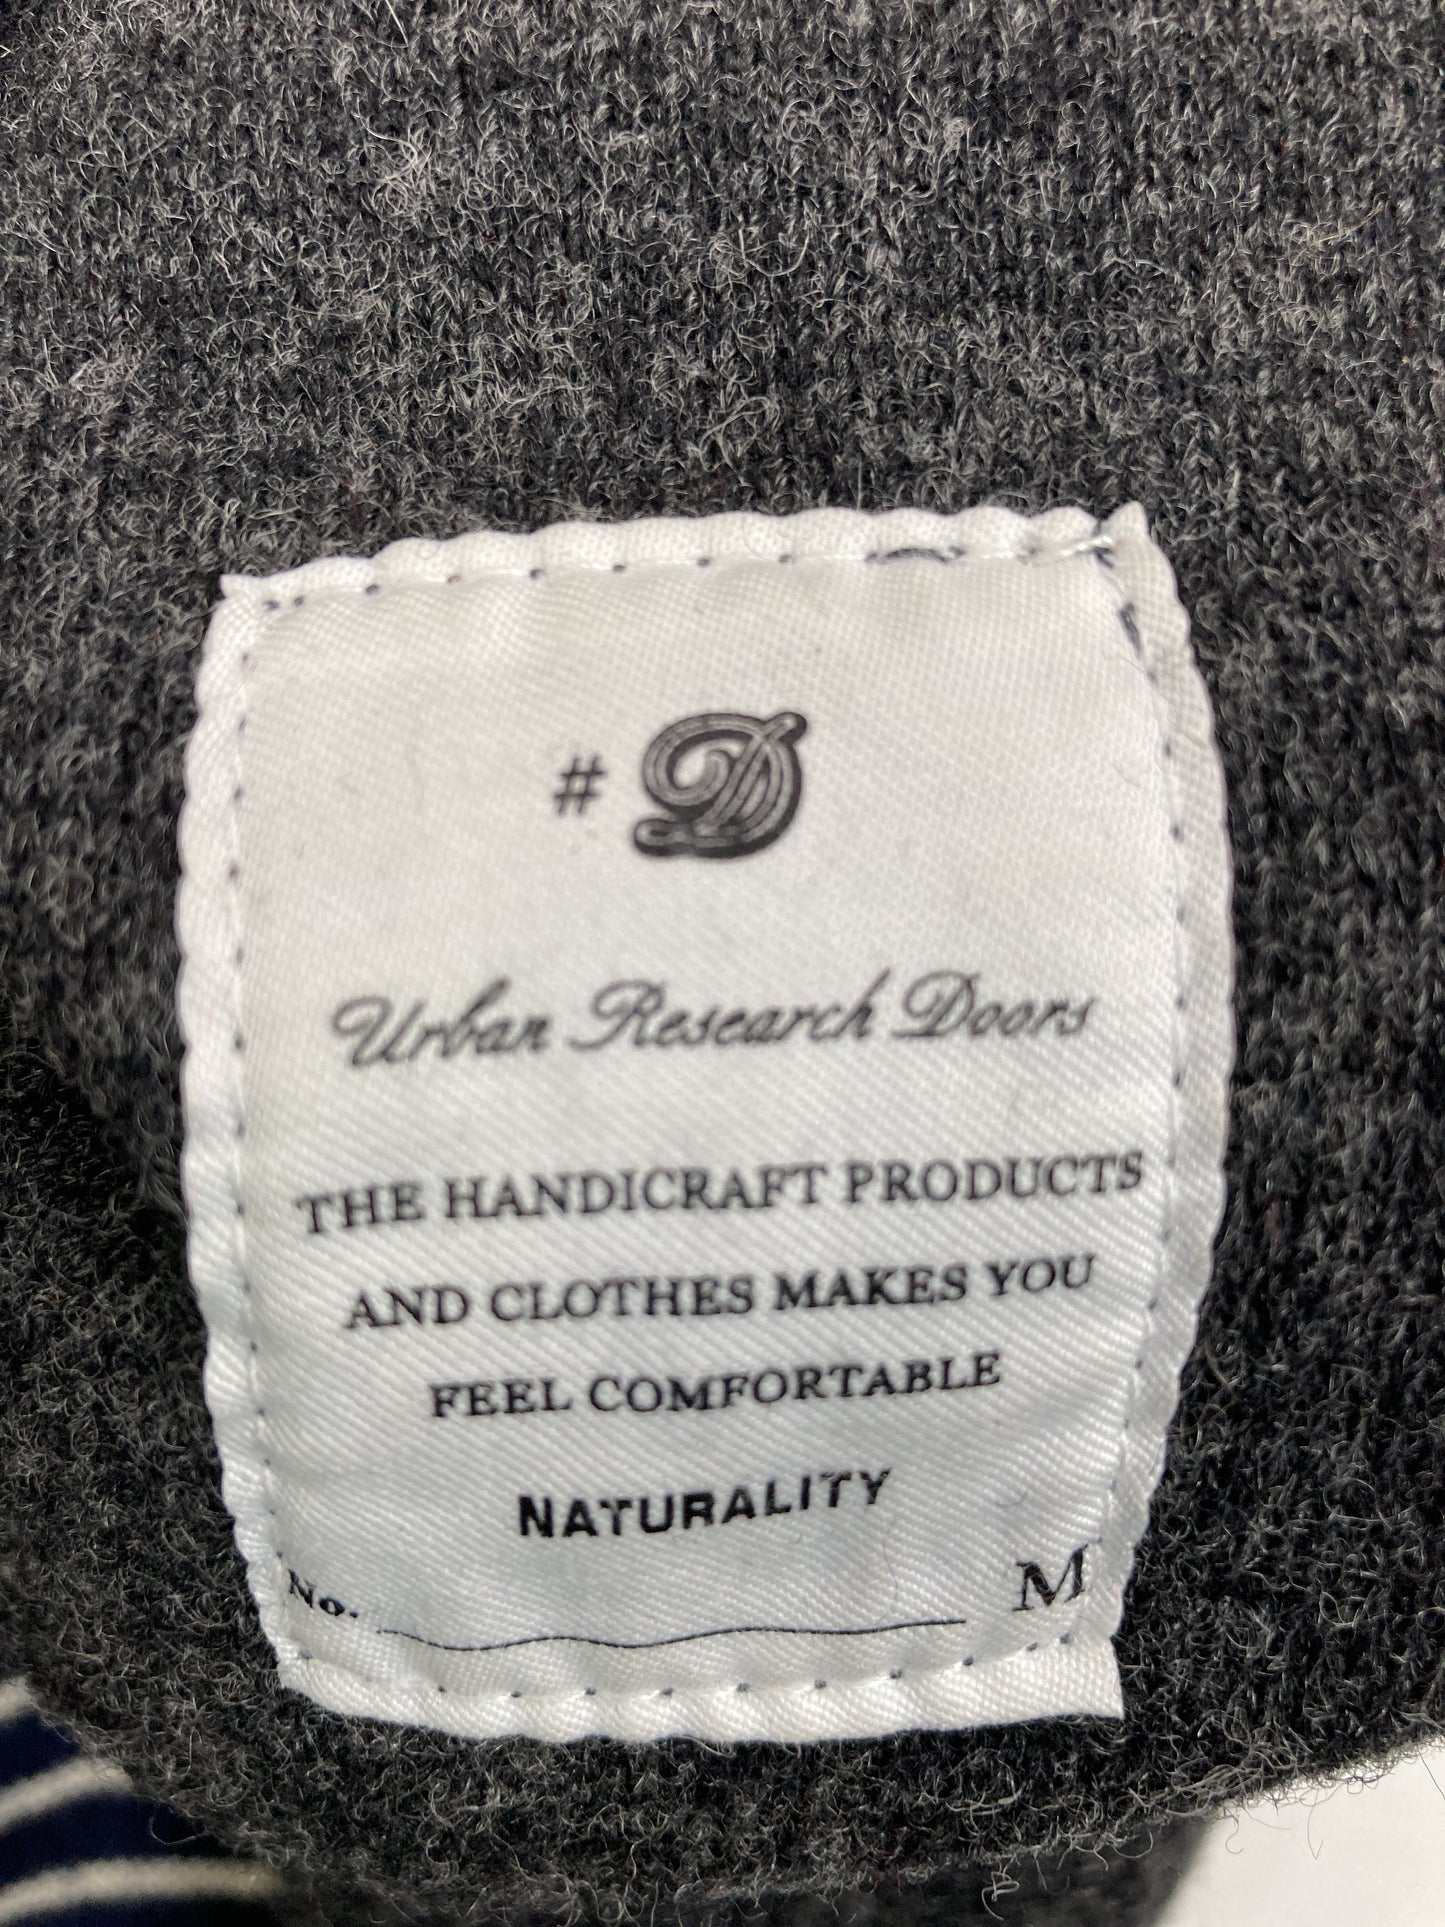 # D
Urban Research Doors
THE HANDICRAFT PRODUCTS
AND CLOTHES MAKES YOU
FEEL COMFORTABLE
NATURALITY
No. M